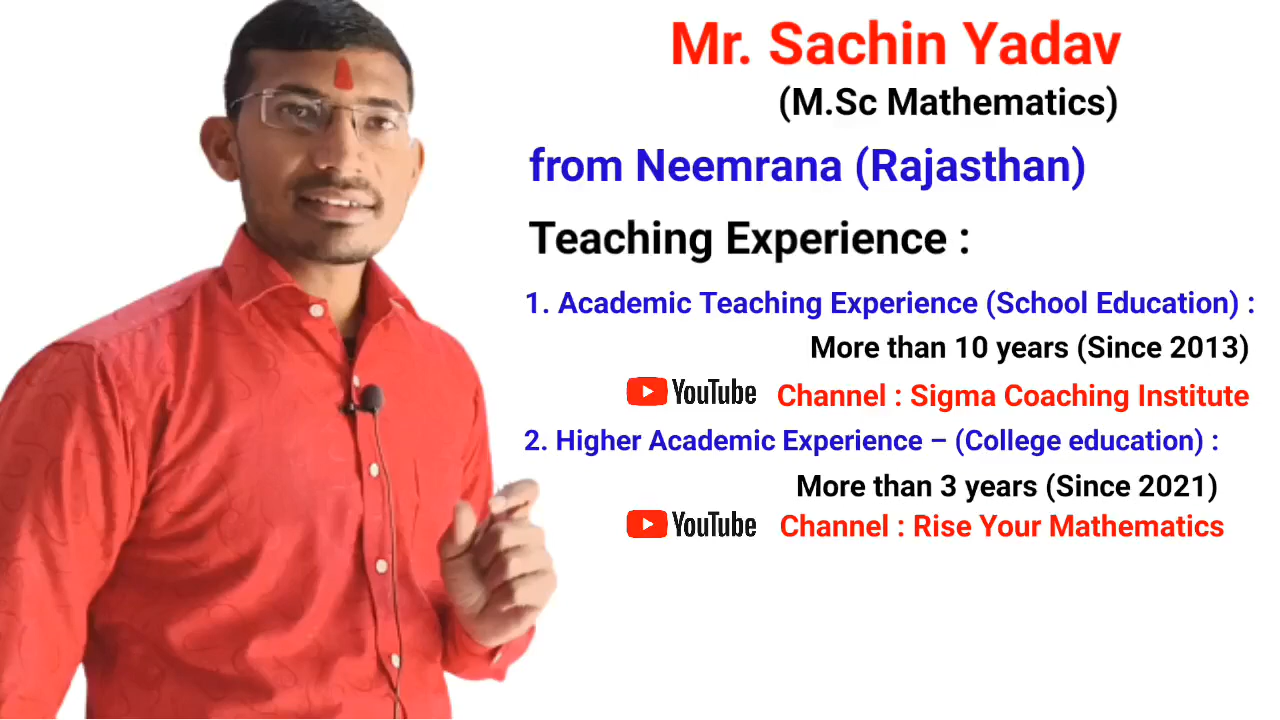 Mr. Sachin Yadav
(M.Sc Mathematics)
from Neemrana (Rajasthan)
Teaching Experience :
1. Academic Teaching Experience (School Education) :
More than 10 years (Since 2013)
YouTube Channel : Sigma Coaching Institute
2. Higher Academic Experience – (College education) :
More than 3 years (Since 2021)
YouTube Channel : Rise Your Mathematics